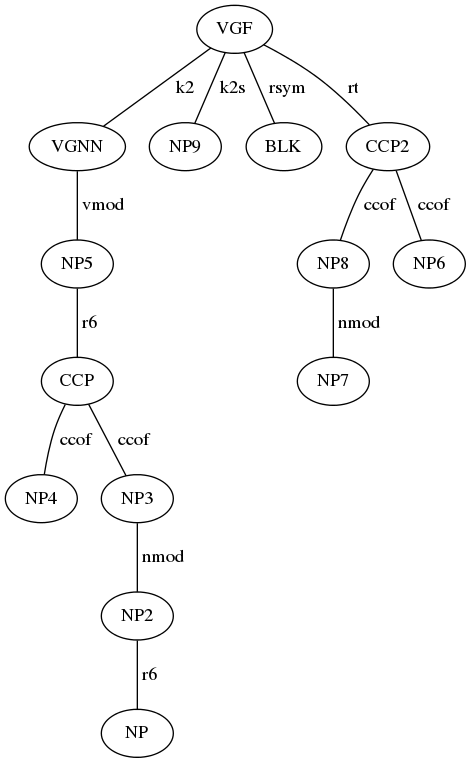 VGF
k2 k2s rsym rt
VGNN NP9 BLK CCP2
vmod ccof ccof
NP5 NP8 NP6
r6 nmod
CCP NP7
ccof ccof
NP4 NP3
nmod
NP2
r6
NP